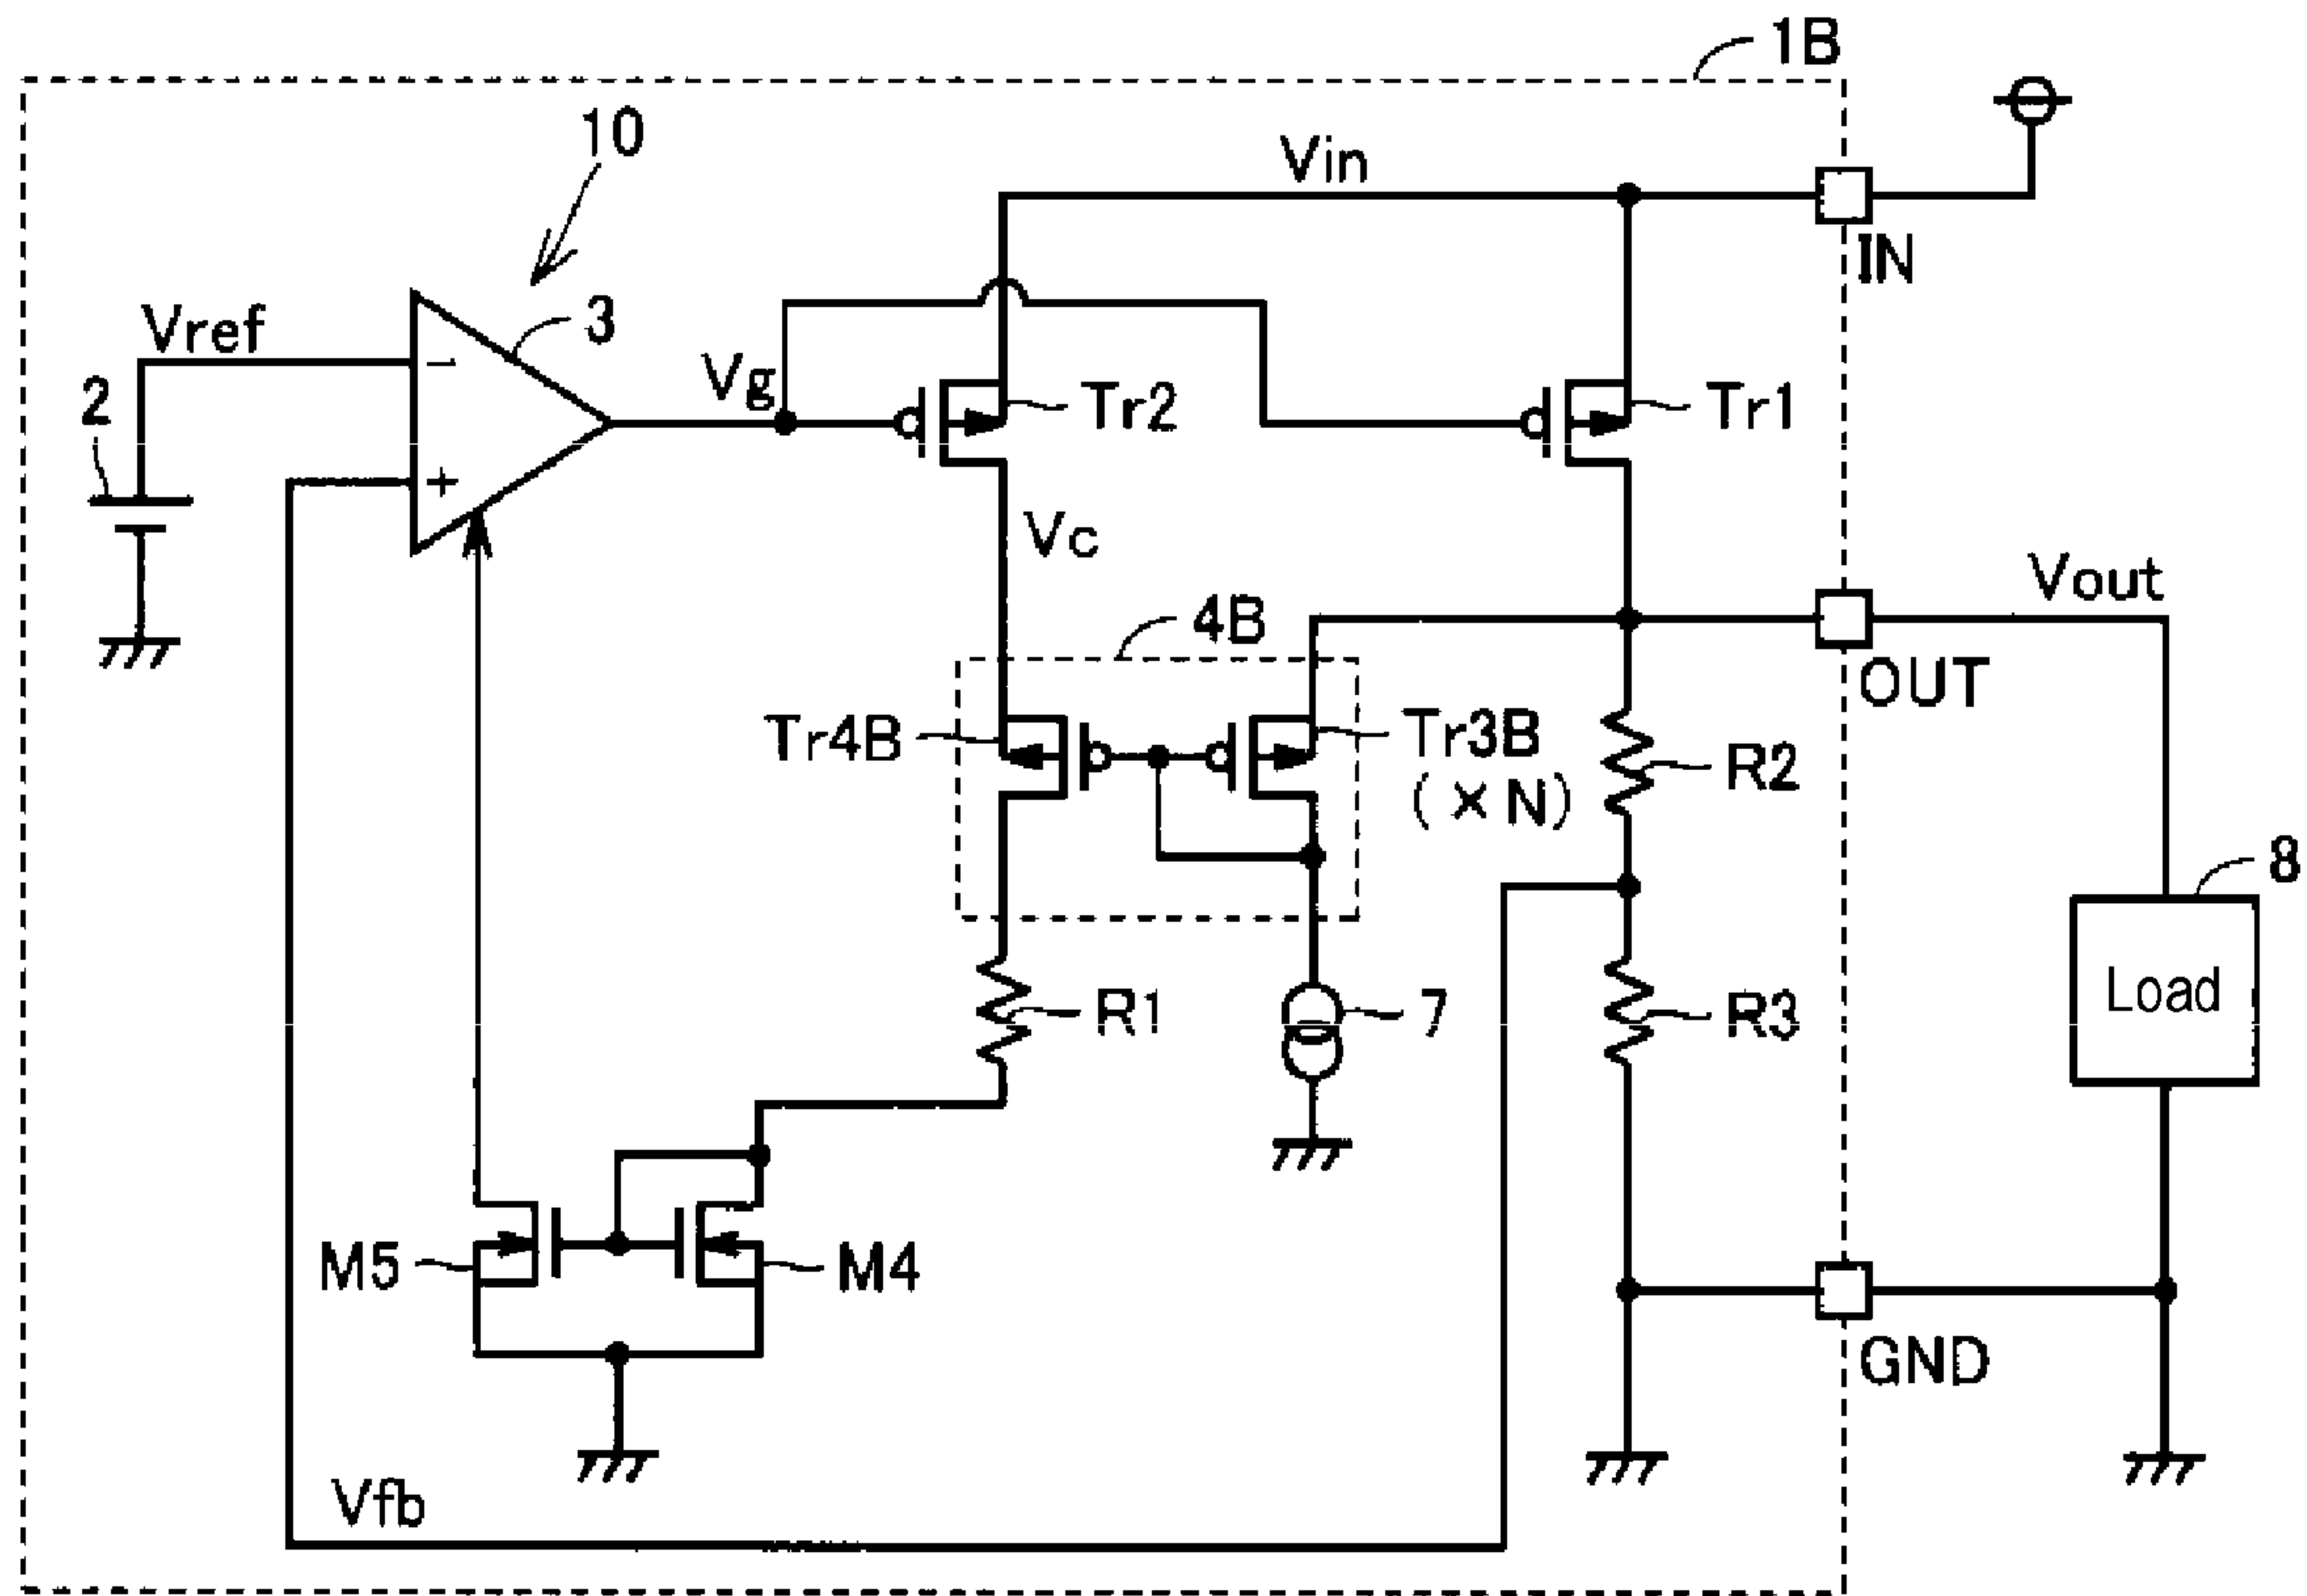 1B
10
Vin
IN
Vref
3
2
Vg
Tr2
Tr1
−
+
Vc
Vout
4B
OUT
Tr4B
Tr3B
(×N)
R2
8
Load
R1
7
R3
M5
M4
GND
Vfb